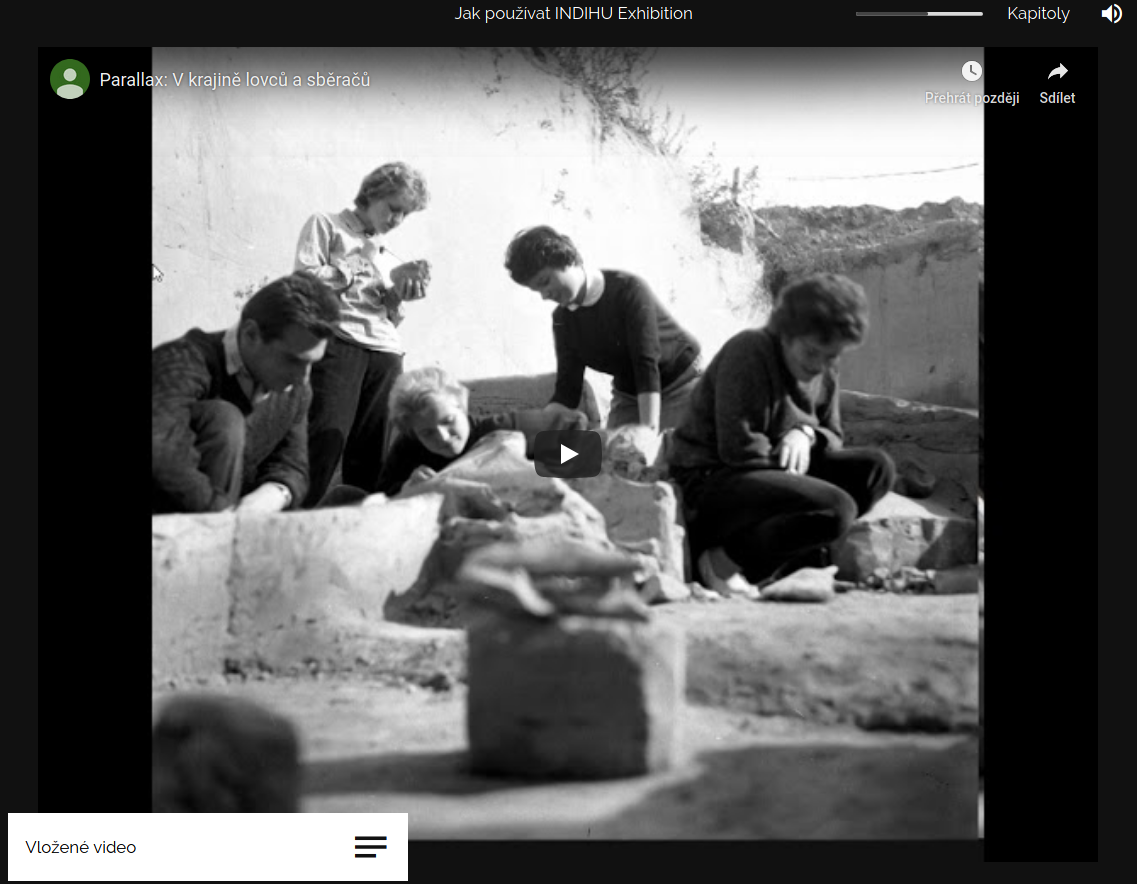 Jak používat INDIHU Exhibition
Kapitoly
Parallax: V krajině lovců a sběračů
Přehrát později
Sdílet
Vložené video